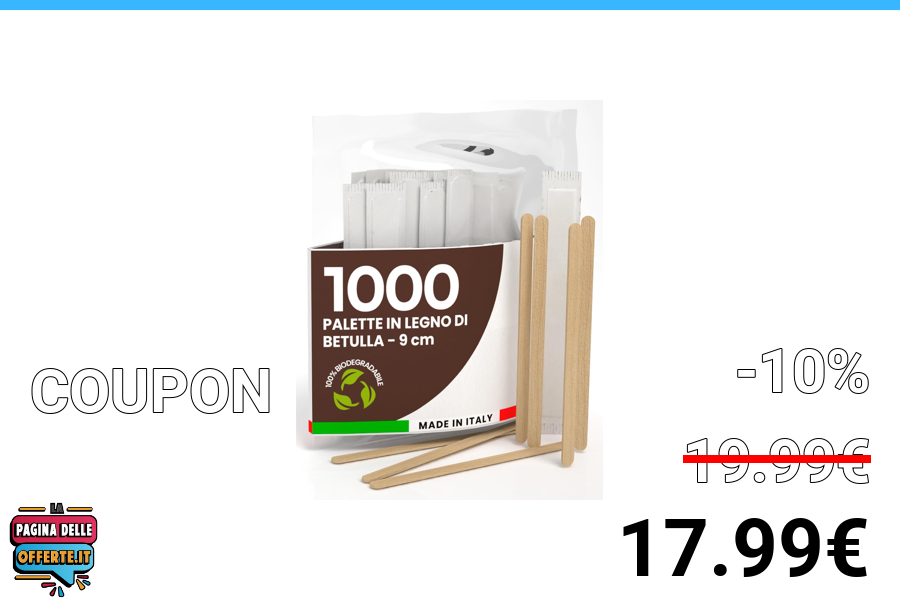 1000
PALETTE IN LEGNO DI
BETULLA - 9 cm
100% BIODEGRADABILE
MADE IN ITALY
COUPON
-10%
19.99€
17.99€
LA
PAGINA DELLE
OFFERTE.IT